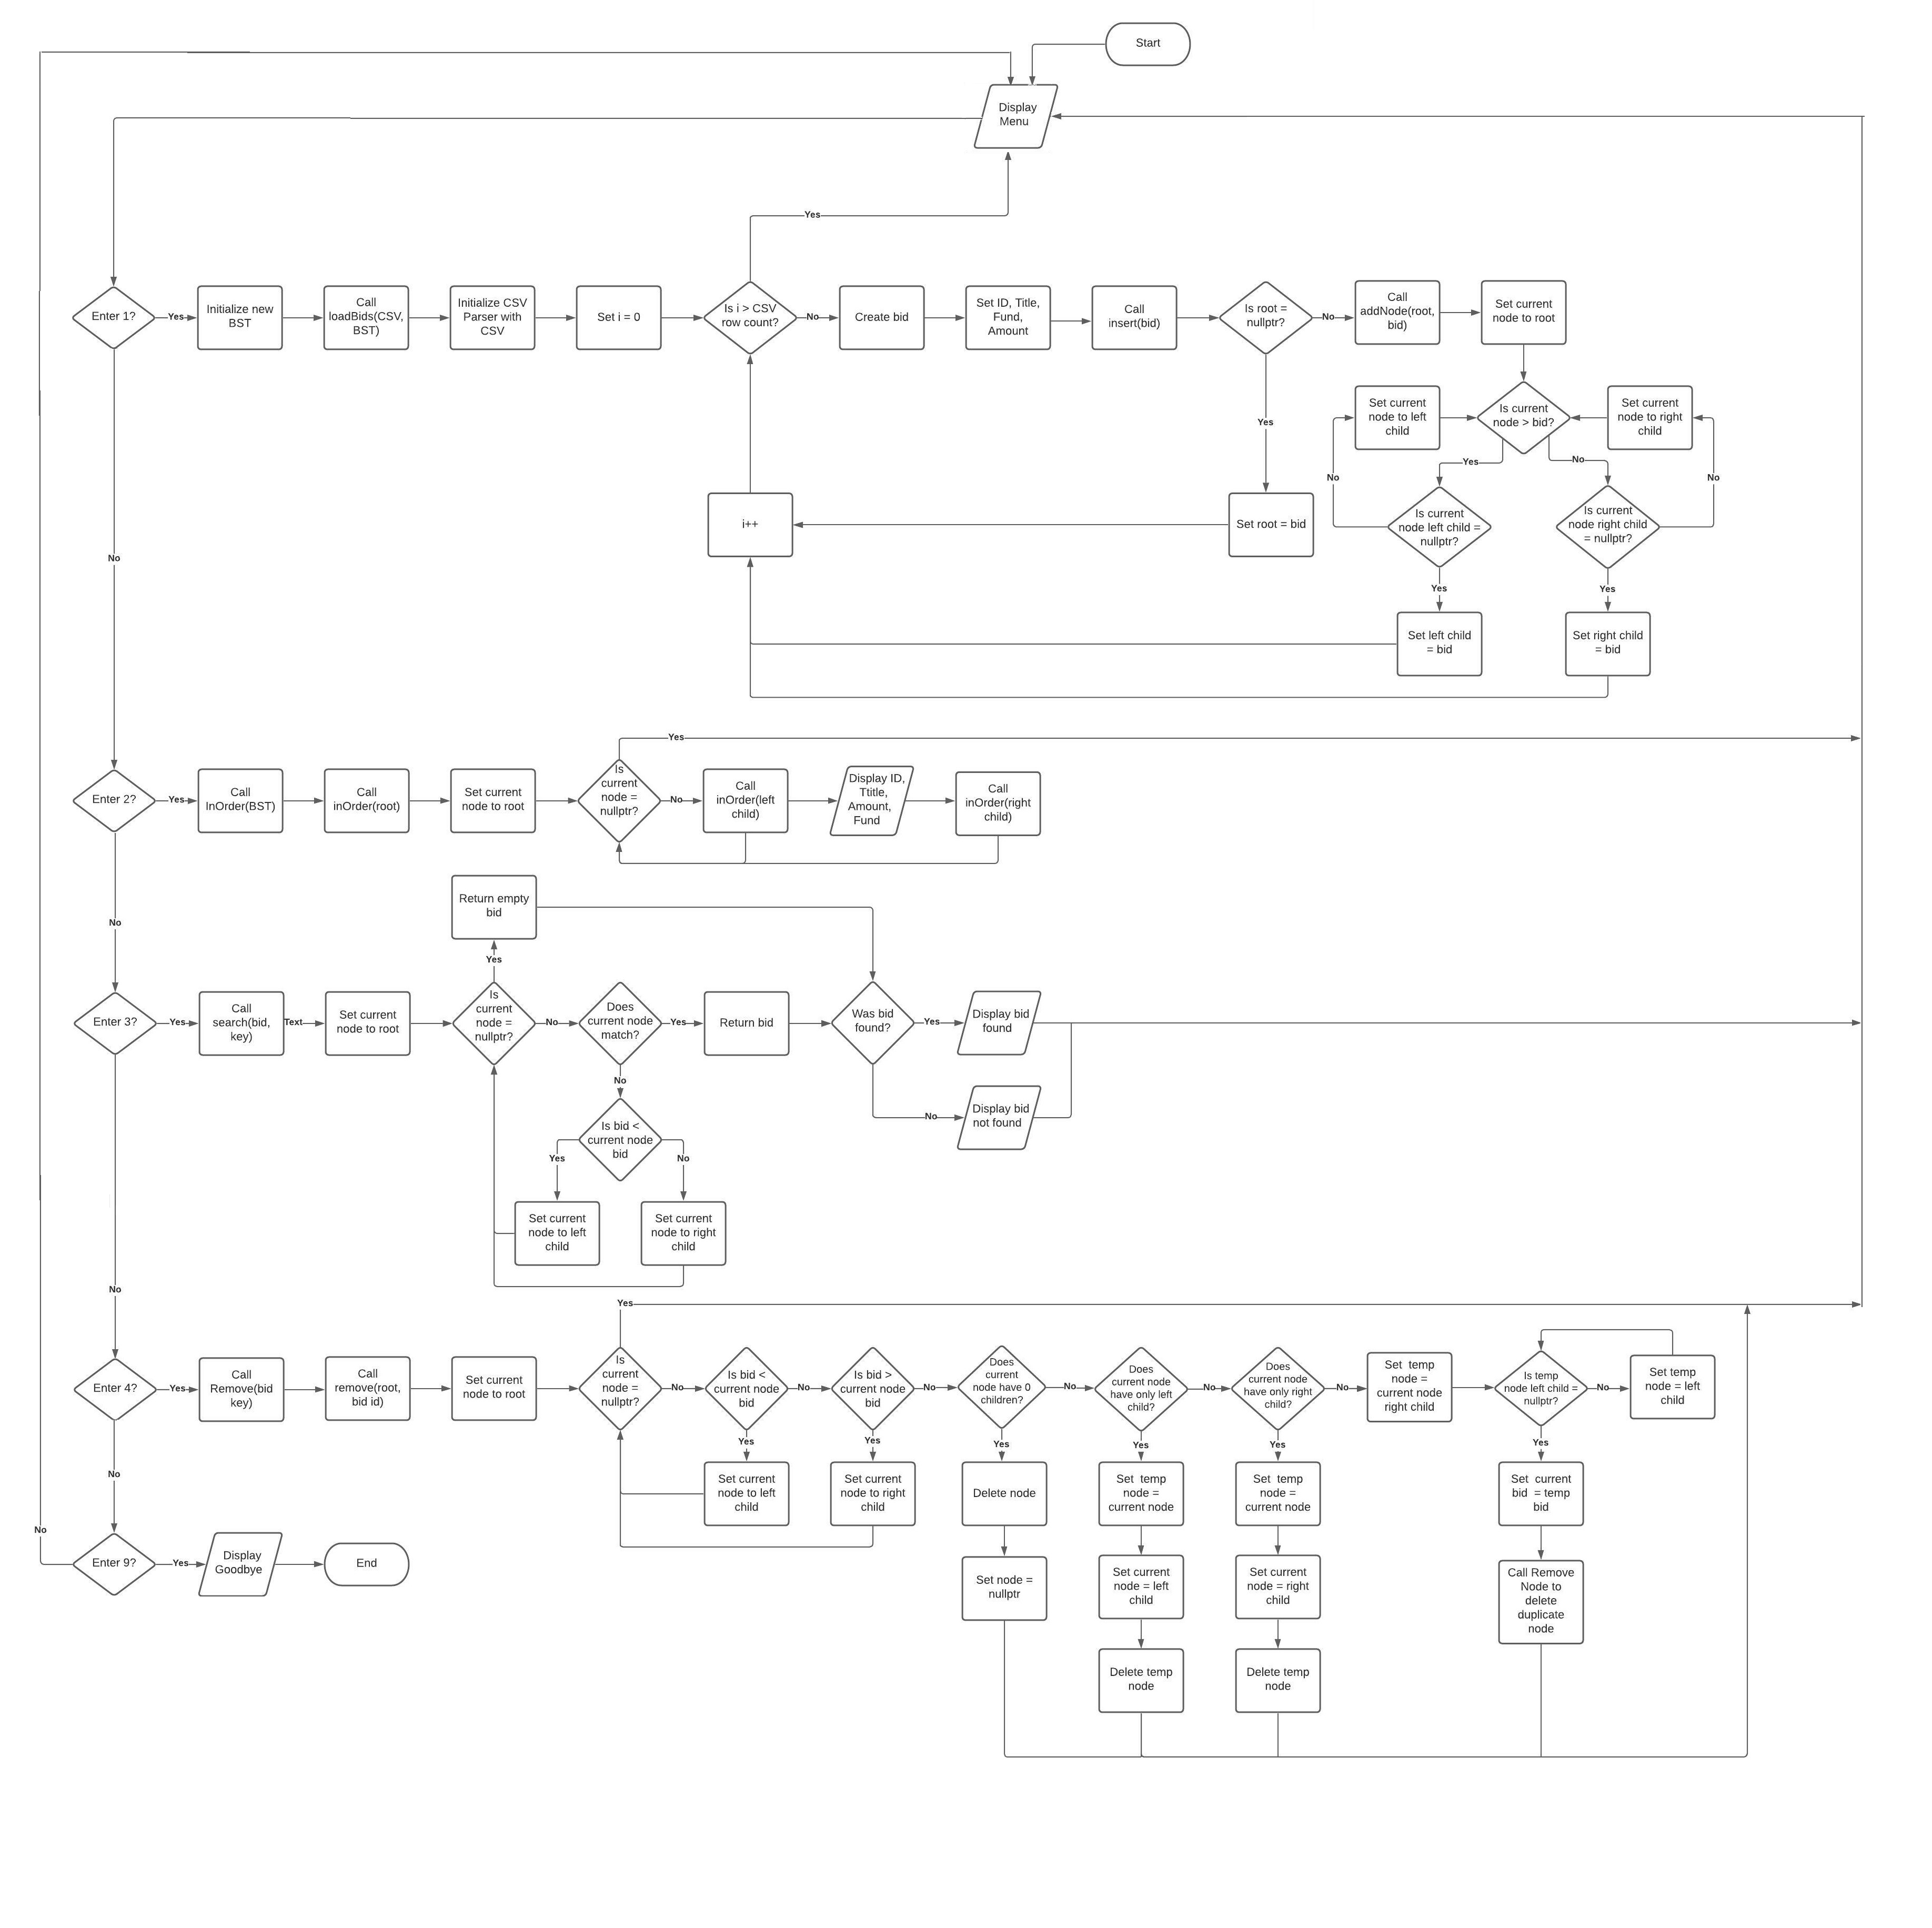 Start
Display
Menu
Yes
Enter 1?
Yes
Initialize new
BST
Call
loadBids(CSV,
BST)
Initialize CSV
Parser with
CSV
Set i = 0
Is i > CSV
row count?
No
Create bid
Set ID, Title,
Fund,
Amount
Call
insert(bid)
Is root =
nullptr?
No
Call
addNode(root,
bid)
Set current
node to root
Yes
Set current
node to left
child
Is current
node > bid?
Set current
node to right
child
Yes
No
No
No
i++
Set root = bid
Is current
node left child =
nullptr?
Is current
node right child
= nullptr?
No
Yes
Yes
Set left child
= bid
Set right child
= bid
Yes
Enter 2?
Yes
Call
InOrder(BST)
Call
inOrder(root)
Set current
node to root
Is
current
node =
nullptr?
No
Call
inOrder(left
child)
Display ID,
Ttitle,
Amount,
Fund
Call
inOrder(right
child)
No
Return empty
bid
Yes
Enter 3?
Yes
Call
search(bid,
key)
Text
Set current
node to root
Is
current
node =
nullptr?
No
Does
current node
match?
Yes
Return bid
Was bid
found?
Yes
Display bid
found
No
No
Display bid
not found
Is bid <
current node
bid
Yes
No
Set current
node to left
child
Set current
node to right
child
No
Yes
Enter 4?
Yes
Call
Remove(bid
key)
Call
remove(root,
bid id)
Set current
node to root
Is
current
node =
nullptr?
No
Is bid <
current node
bid
No
Is bid >
current node
bid
No
Does
current
node have 0
children?
No
Does
current node
have only left
child?
No
Does
current node
have only right
child?
No
Set  temp
node =
current node
right child
Is temp
node left child =
nullptr?
No
Set temp
node = left
child
Yes
Yes
Yes
Yes
Yes
Yes
No
Set current
node to left
child
Set current
node to right
child
Delete node
Set  temp
node =
current node
Set  temp
node =
current node
Set  current
bid  = temp
bid
No
Enter 9?
Yes
Display
Goodbye
End
Set node =
nullptr
Set current
node = left
child
Set current
node = right
child
Call Remove
Node to
delete
duplicate
node
Delete temp
node
Delete temp
node